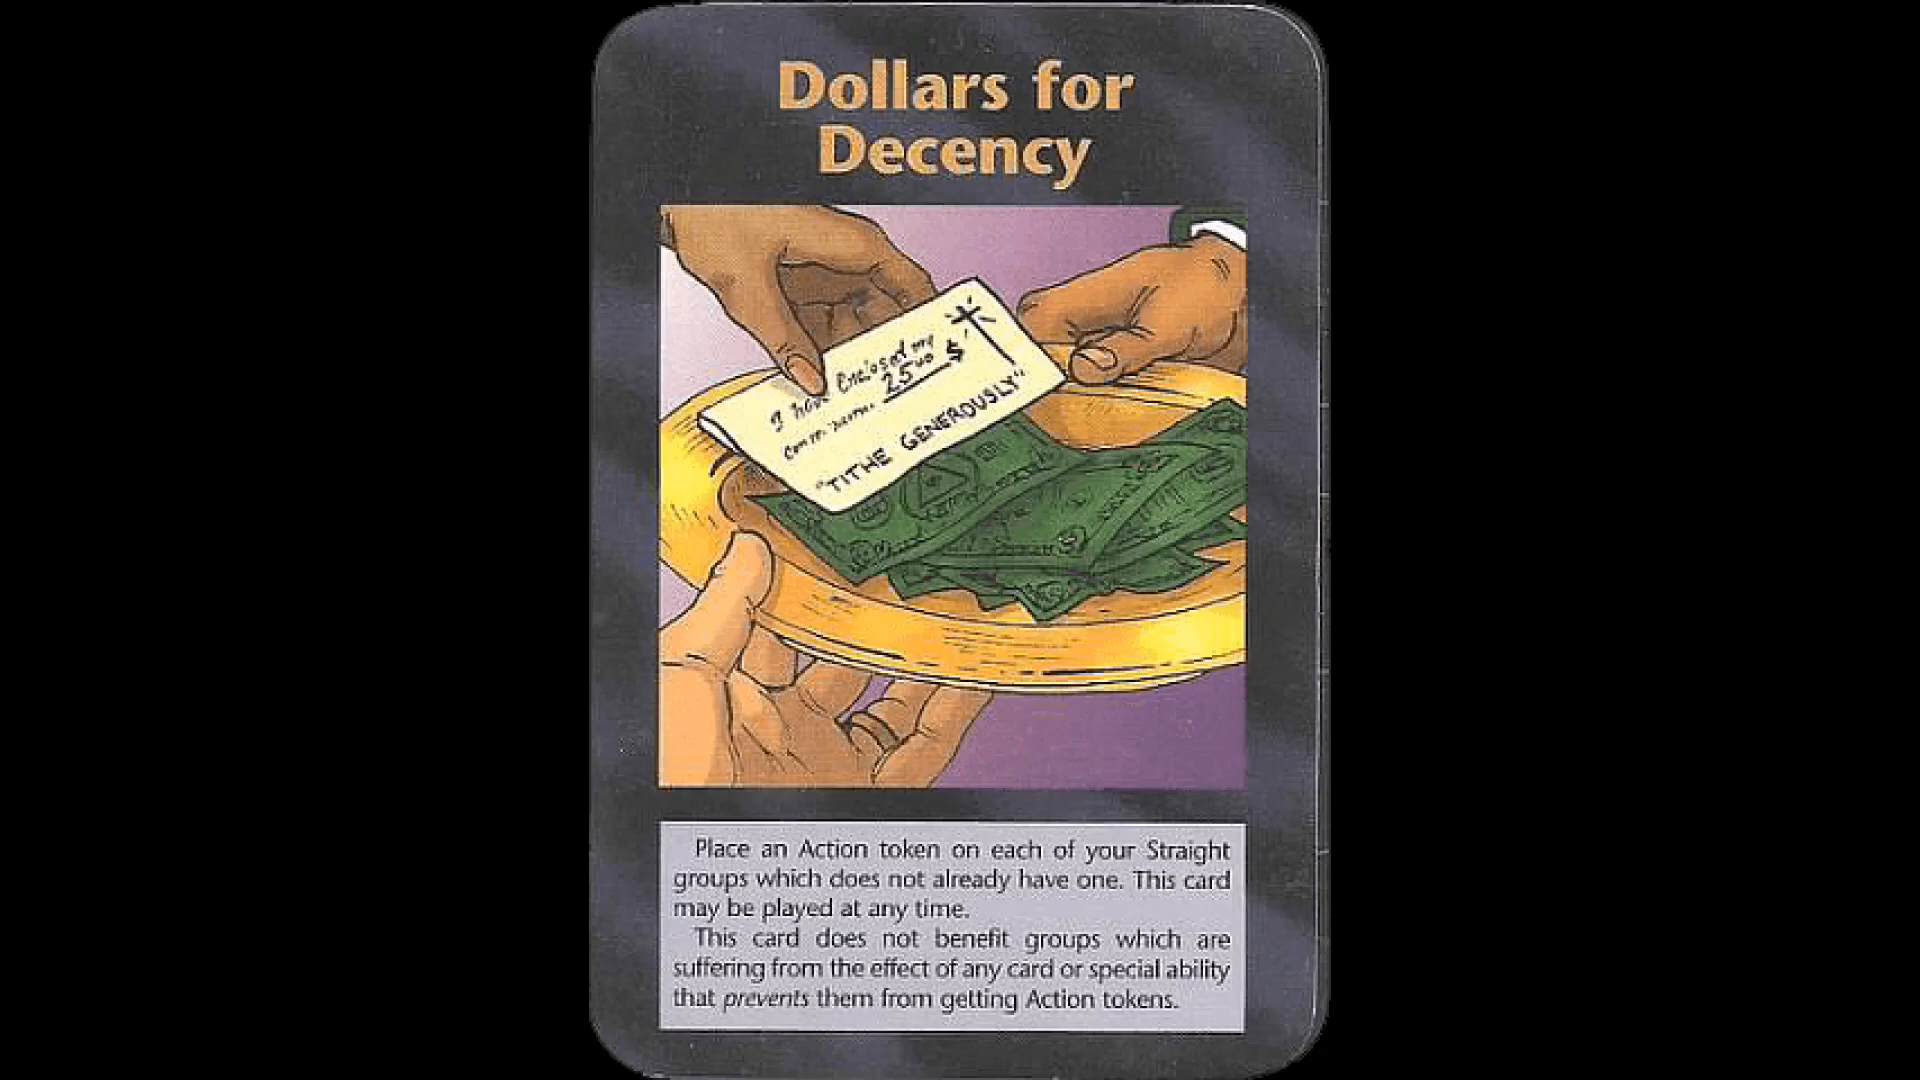 Dollars for
Decency
I have Enclosed my
25 $
"TITHE GENEROUSLY"
Place an Action token on each of your Straight
groups which does not already have one. This card
may be played at any time.
This card does not benefit groups which are
suffering from the effect of any card or special ability
that prevents them from getting Action tokens.